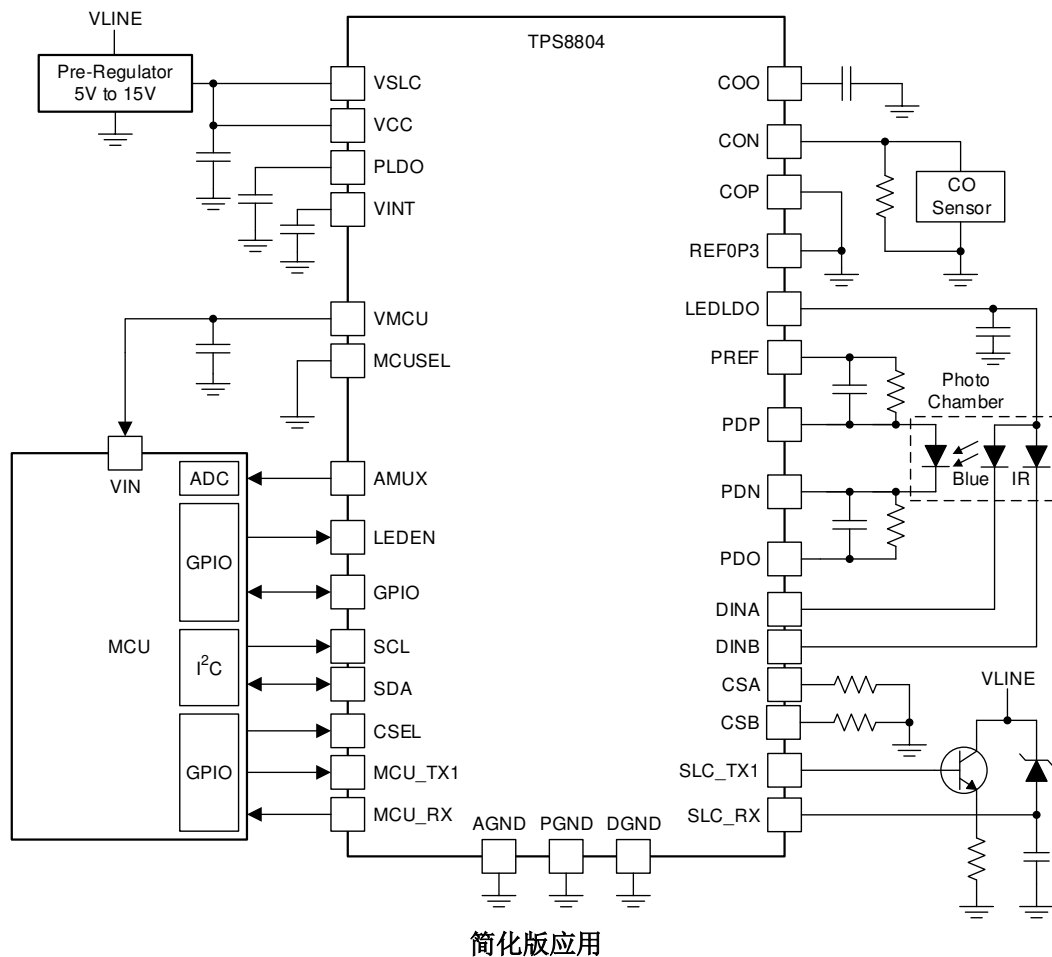 VLINE
Pre-Regulator
5V to 15V
TPS8804
VSLC
VCC
PLDO
VINT
VMCU
MCUSEL
AMUX
LEDEN
GPIO
SCL
SDA
CSEL
MCU_TX1
MCU_RX
VIN
ADC
GPIO
MCU
I²C
GPIO
AGND
PGND
DGND
COO
CON
COP
REF0P3
LEDLDO
PREF
PDP
PDN
PDO
DINA
DINB
CSA
CSB
SLC_TX1
SLC_RX
CO
Sensor
Photo
Chamber
Blue
IR
VLINE
简化版应用